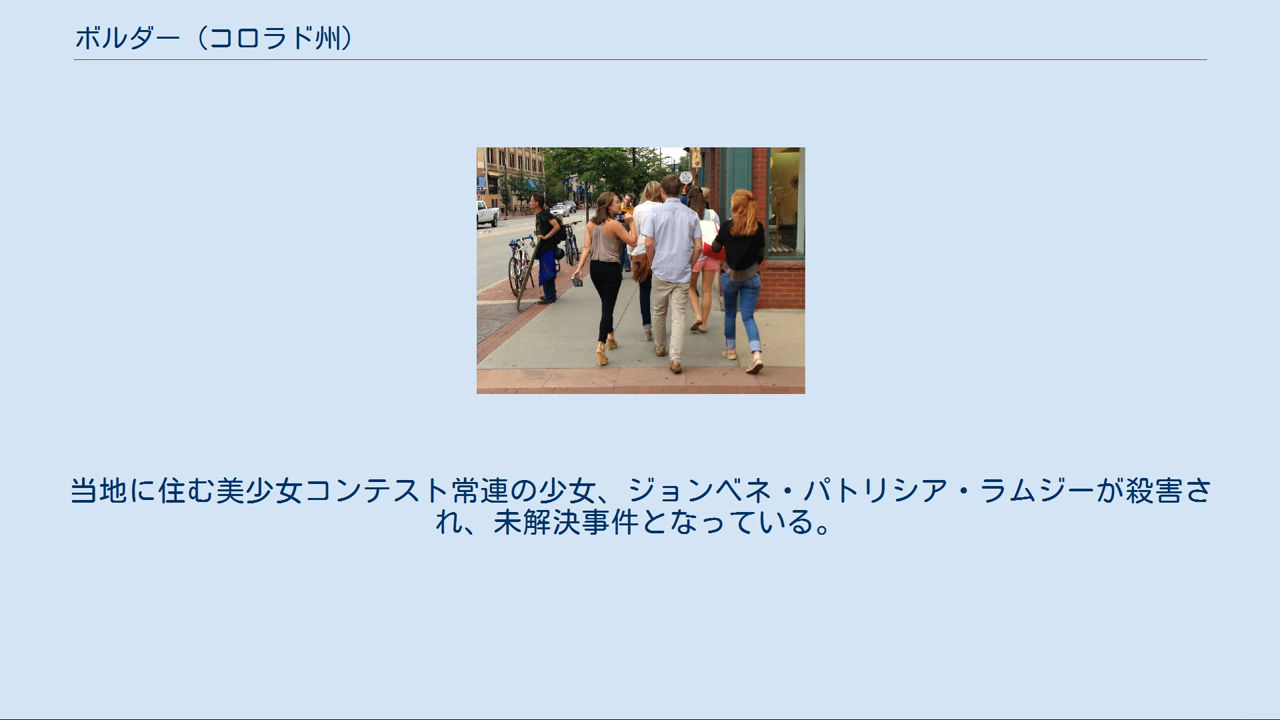 ボルダー（コロラド州）
当地に住む美少女コンテスト常連の少女、ジョンベネ・パトリシア・ラムジーが殺害さ
れ、未解決事件となっている。